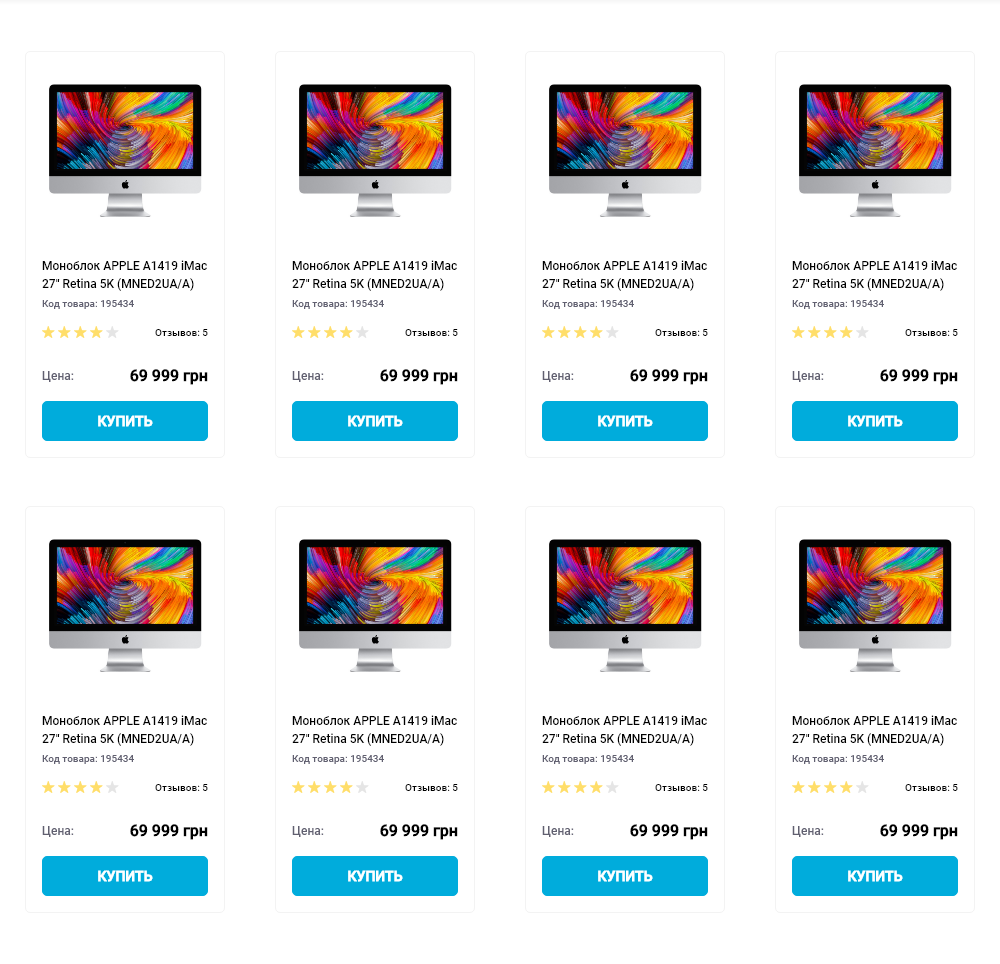 Моноблок APPLE A1419 iMac
27" Retina 5K (MNED2UA/A)
Код товара: 195434
Отзывов: 5
Цена: 69 999 грн
КУПИТЬ
Моноблок APPLE A1419 iMac
27" Retina 5K (MNED2UA/A)
Код товара: 195434
Отзывов: 5
Цена: 69 999 грн
КУПИТЬ
Моноблок APPLE A1419 iMac
27" Retina 5K (MNED2UA/A)
Код товара: 195434
Отзывов: 5
Цена: 69 999 грн
КУПИТЬ
Моноблок APPLE A1419 iMac
27" Retina 5K (MNED2UA/A)
Код товара: 195434
Отзывов: 5
Цена: 69 999 грн
КУПИТЬ
Моноблок APPLE A1419 iMac
27" Retina 5K (MNED2UA/A)
Код товара: 195434
Отзывов: 5
Цена: 69 999 грн
КУПИТЬ
Моноблок APPLE A1419 iMac
27" Retina 5K (MNED2UA/A)
Код товара: 195434
Отзывов: 5
Цена: 69 999 грн
КУПИТЬ
Моноблок APPLE A1419 iMac
27" Retina 5K (MNED2UA/A)
Код товара: 195434
Отзывов: 5
Цена: 69 999 грн
КУПИТЬ
Моноблок APPLE A1419 iMac
27" Retina 5K (MNED2UA/A)
Код товара: 195434
Отзывов: 5
Цена: 69 999 грн
КУПИТЬ